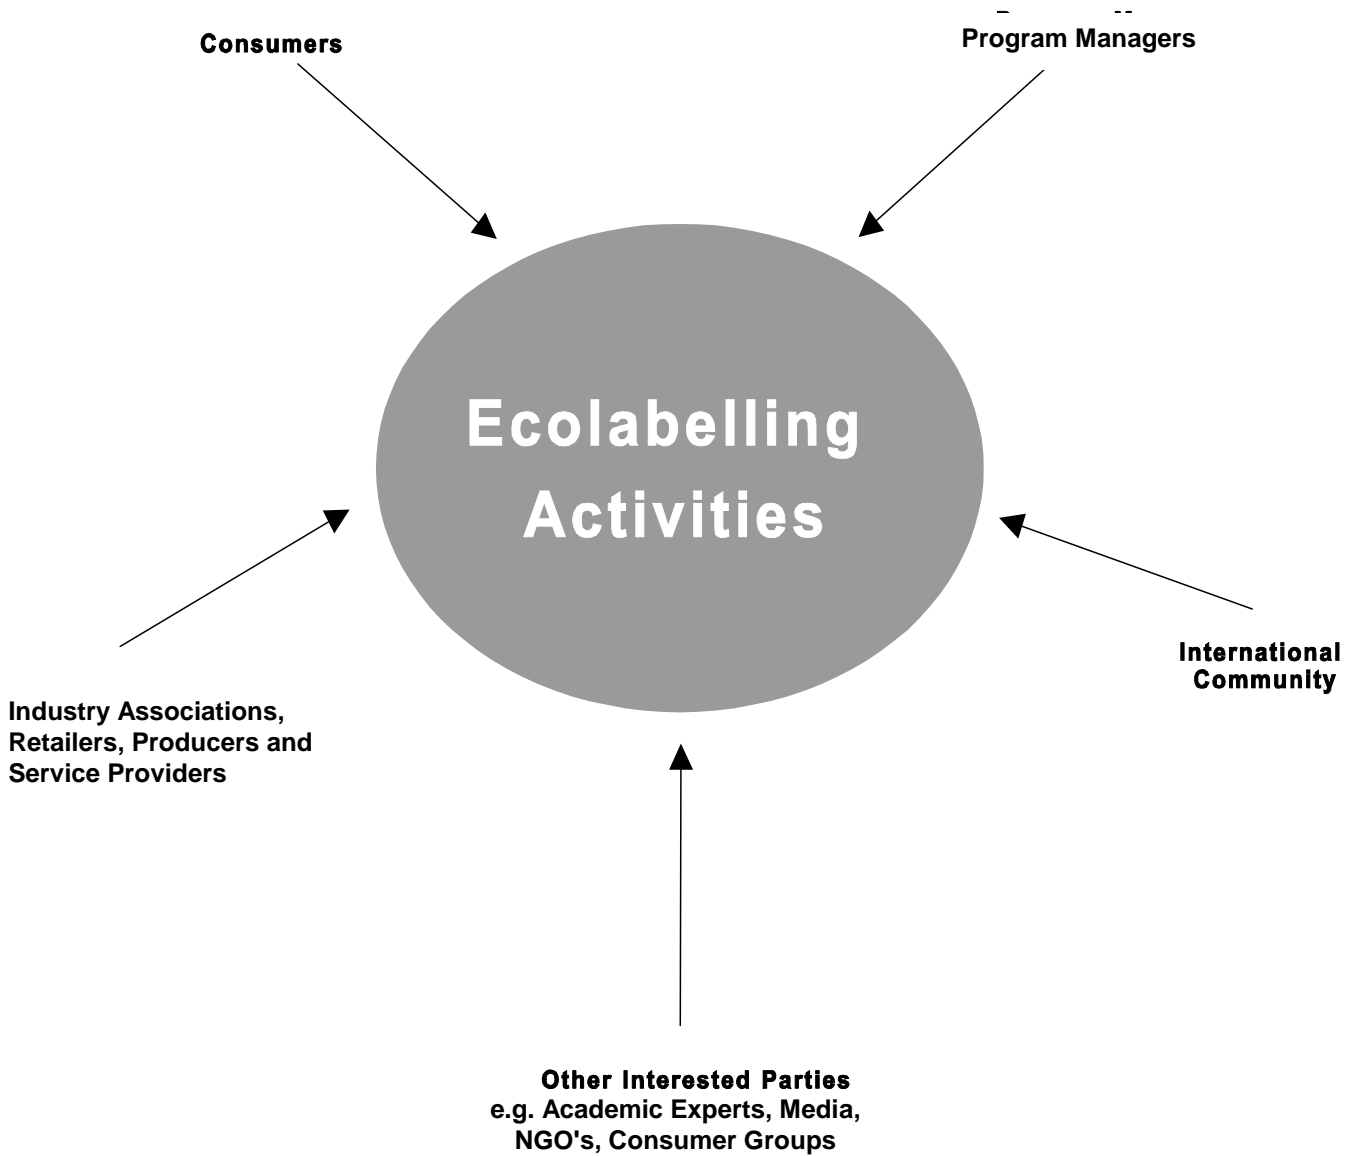 Consumers
Program Managers
Ecolabelling
Activities
International
Community
Industry Associations,
Retailers, Producers and
Service Providers
Other Interested Parties
e.g. Academic Experts, Media,
NGO's, Consumer Groups